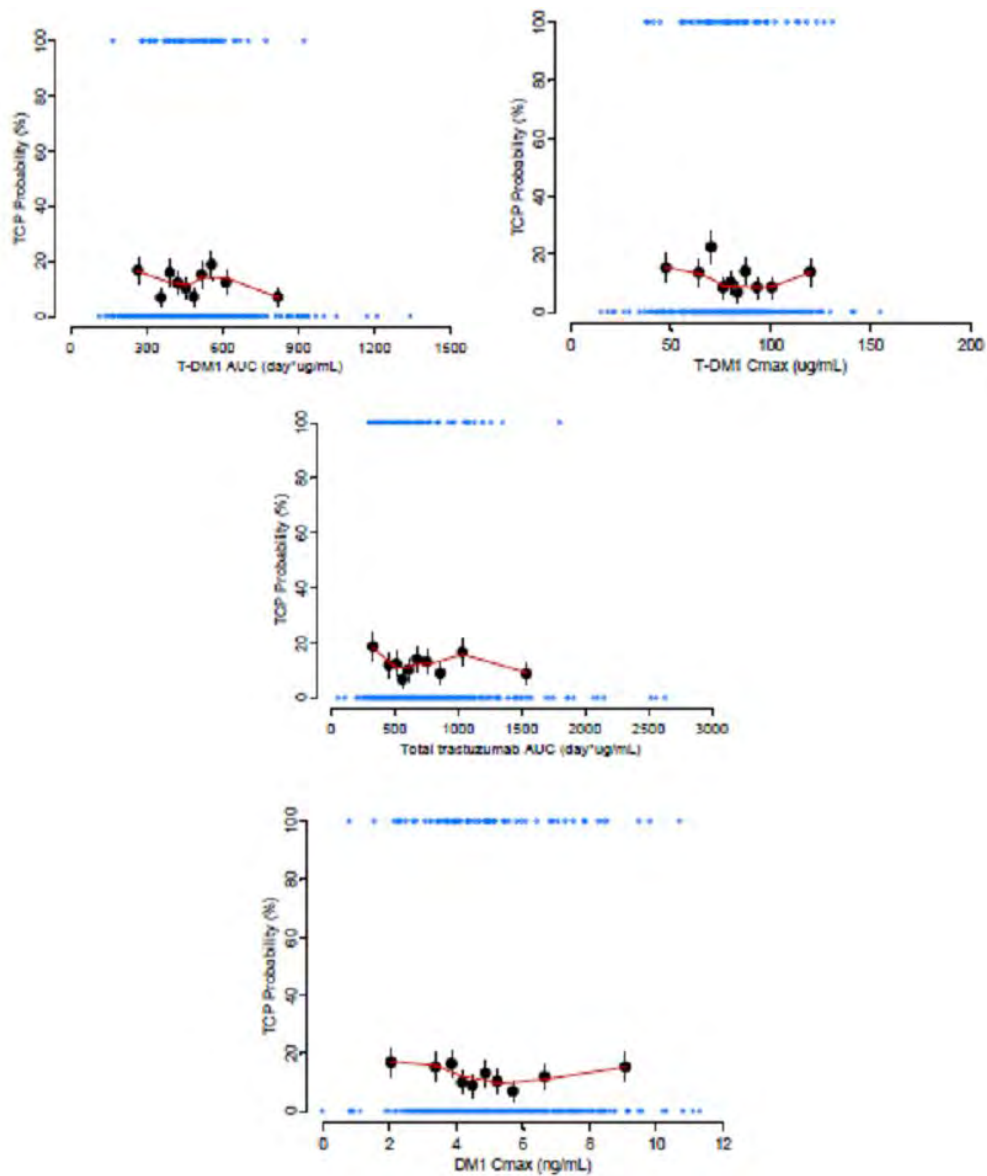 TCP Probability (%)
100
80
60
40
20
0
0 300 600 900 1200 1500
T-DM1 AUC (day*ug/mL)
TCP Probability (%)
100
80
60
40
20
0
0 50 100 150 200
T-DM1 Cmax (ug/mL)
TCP Probability (%)
100
80
60
40
20
0
0 500 1000 1500 2000 2500 3000
Total trastuzumab AUC (day*ug/mL)
TCP Probability (%)
100
80
60
40
20
0
0 2 4 6 8 10 12
DM1 Cmax (ng/mL)